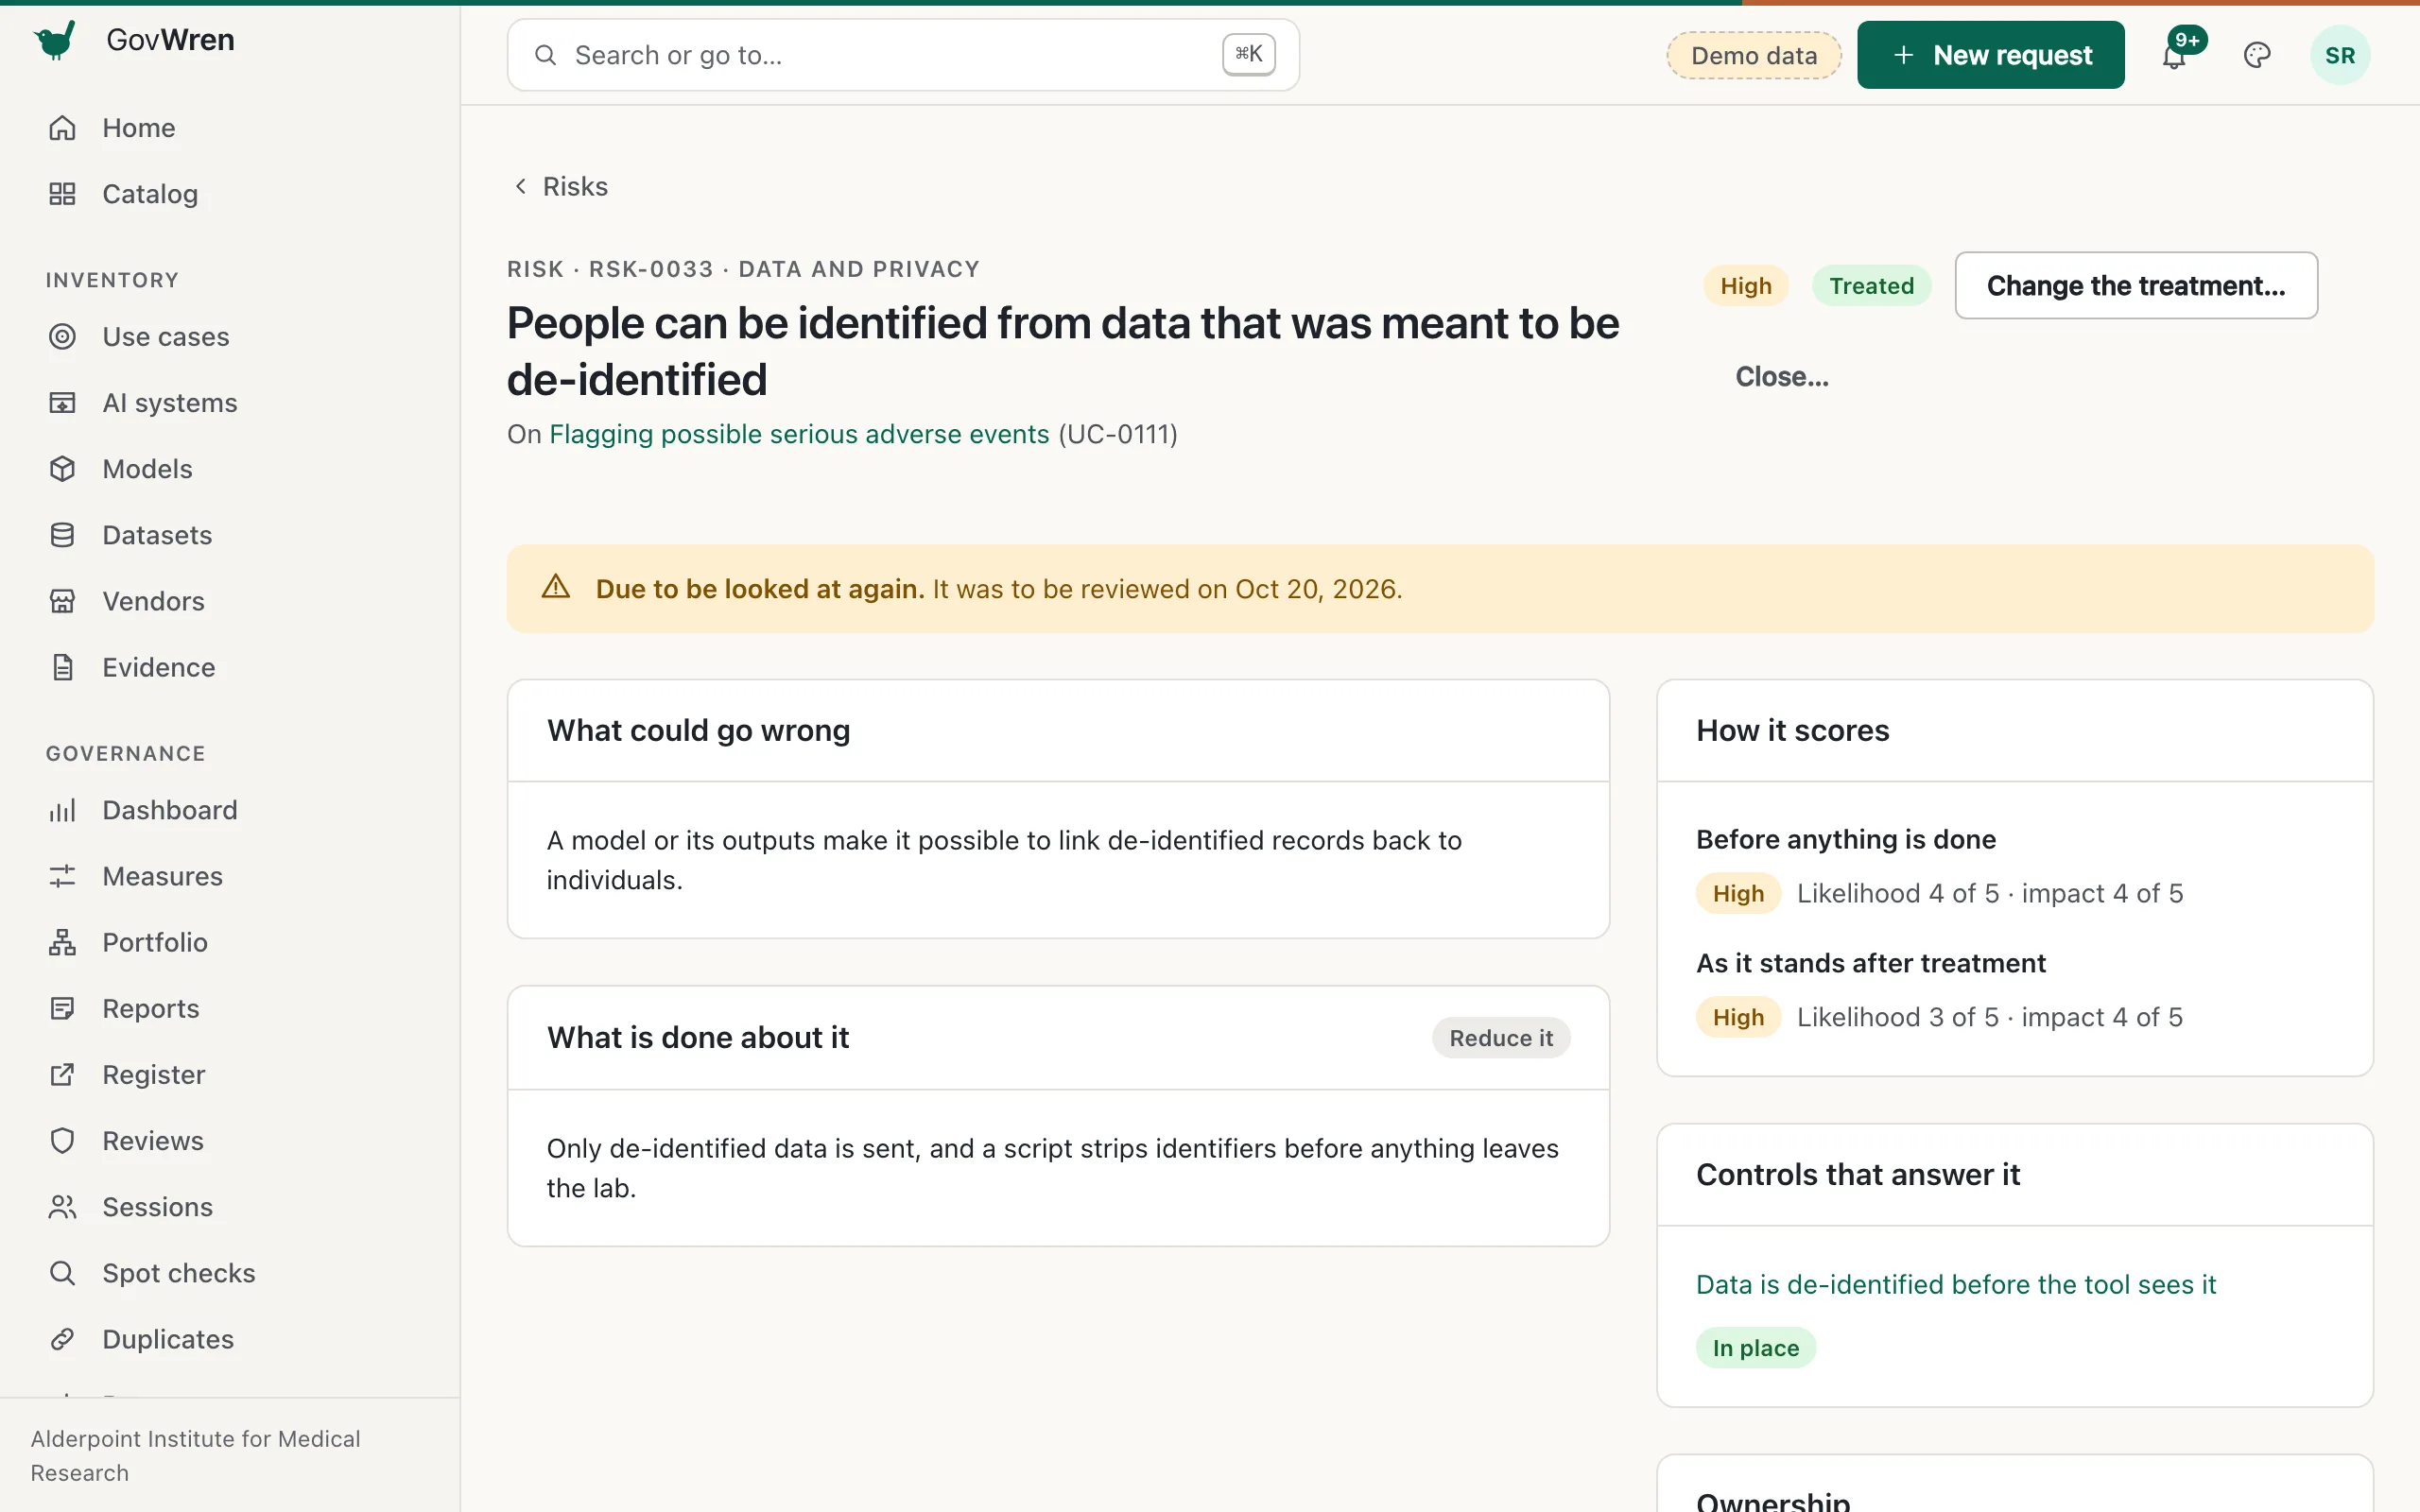 GovWren
Search or go to...
⌘K
Demo data
+ New request
9+
SR
Home
Catalog
INVENTORY
Use cases
AI systems
Models
Datasets
Vendors
Evidence
GOVERNANCE
Dashboard
Measures
Portfolio
Reports
Register
Reviews
Sessions
Spot checks
Duplicates
Alderpoint Institute for Medical
Research
Risks
RISK · RSK-0033 · DATA AND PRIVACY
People can be identified from data that was meant to be
de-identified
On Flagging possible serious adverse events (UC-0111)
High
Treated
Change the treatment...
Close...
Due to be looked at again. It was to be reviewed on Oct 20, 2026.
What could go wrong
A model or its outputs make it possible to link de-identified records back to
individuals.
What is done about it
Reduce it
Only de-identified data is sent, and a script strips identifiers before anything leaves
the lab.
How it scores
Before anything is done
High Likelihood 4 of 5 · impact 4 of 5
As it stands after treatment
High Likelihood 3 of 5 · impact 4 of 5
Controls that answer it
Data is de-identified before the tool sees it
In place
Ownership